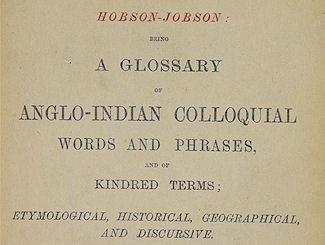 HOBSON-JOBSON:
BEING
A GLOSSARY
OF
ANGLO-INDIAN COLLOQUIAL
WORDS AND PHRASES,
AND OF
KINDRED TERMS;
ETYMOLOGICAL, HISTORICAL, GEOGRAPHICAL,
AND DISCURSIVE.